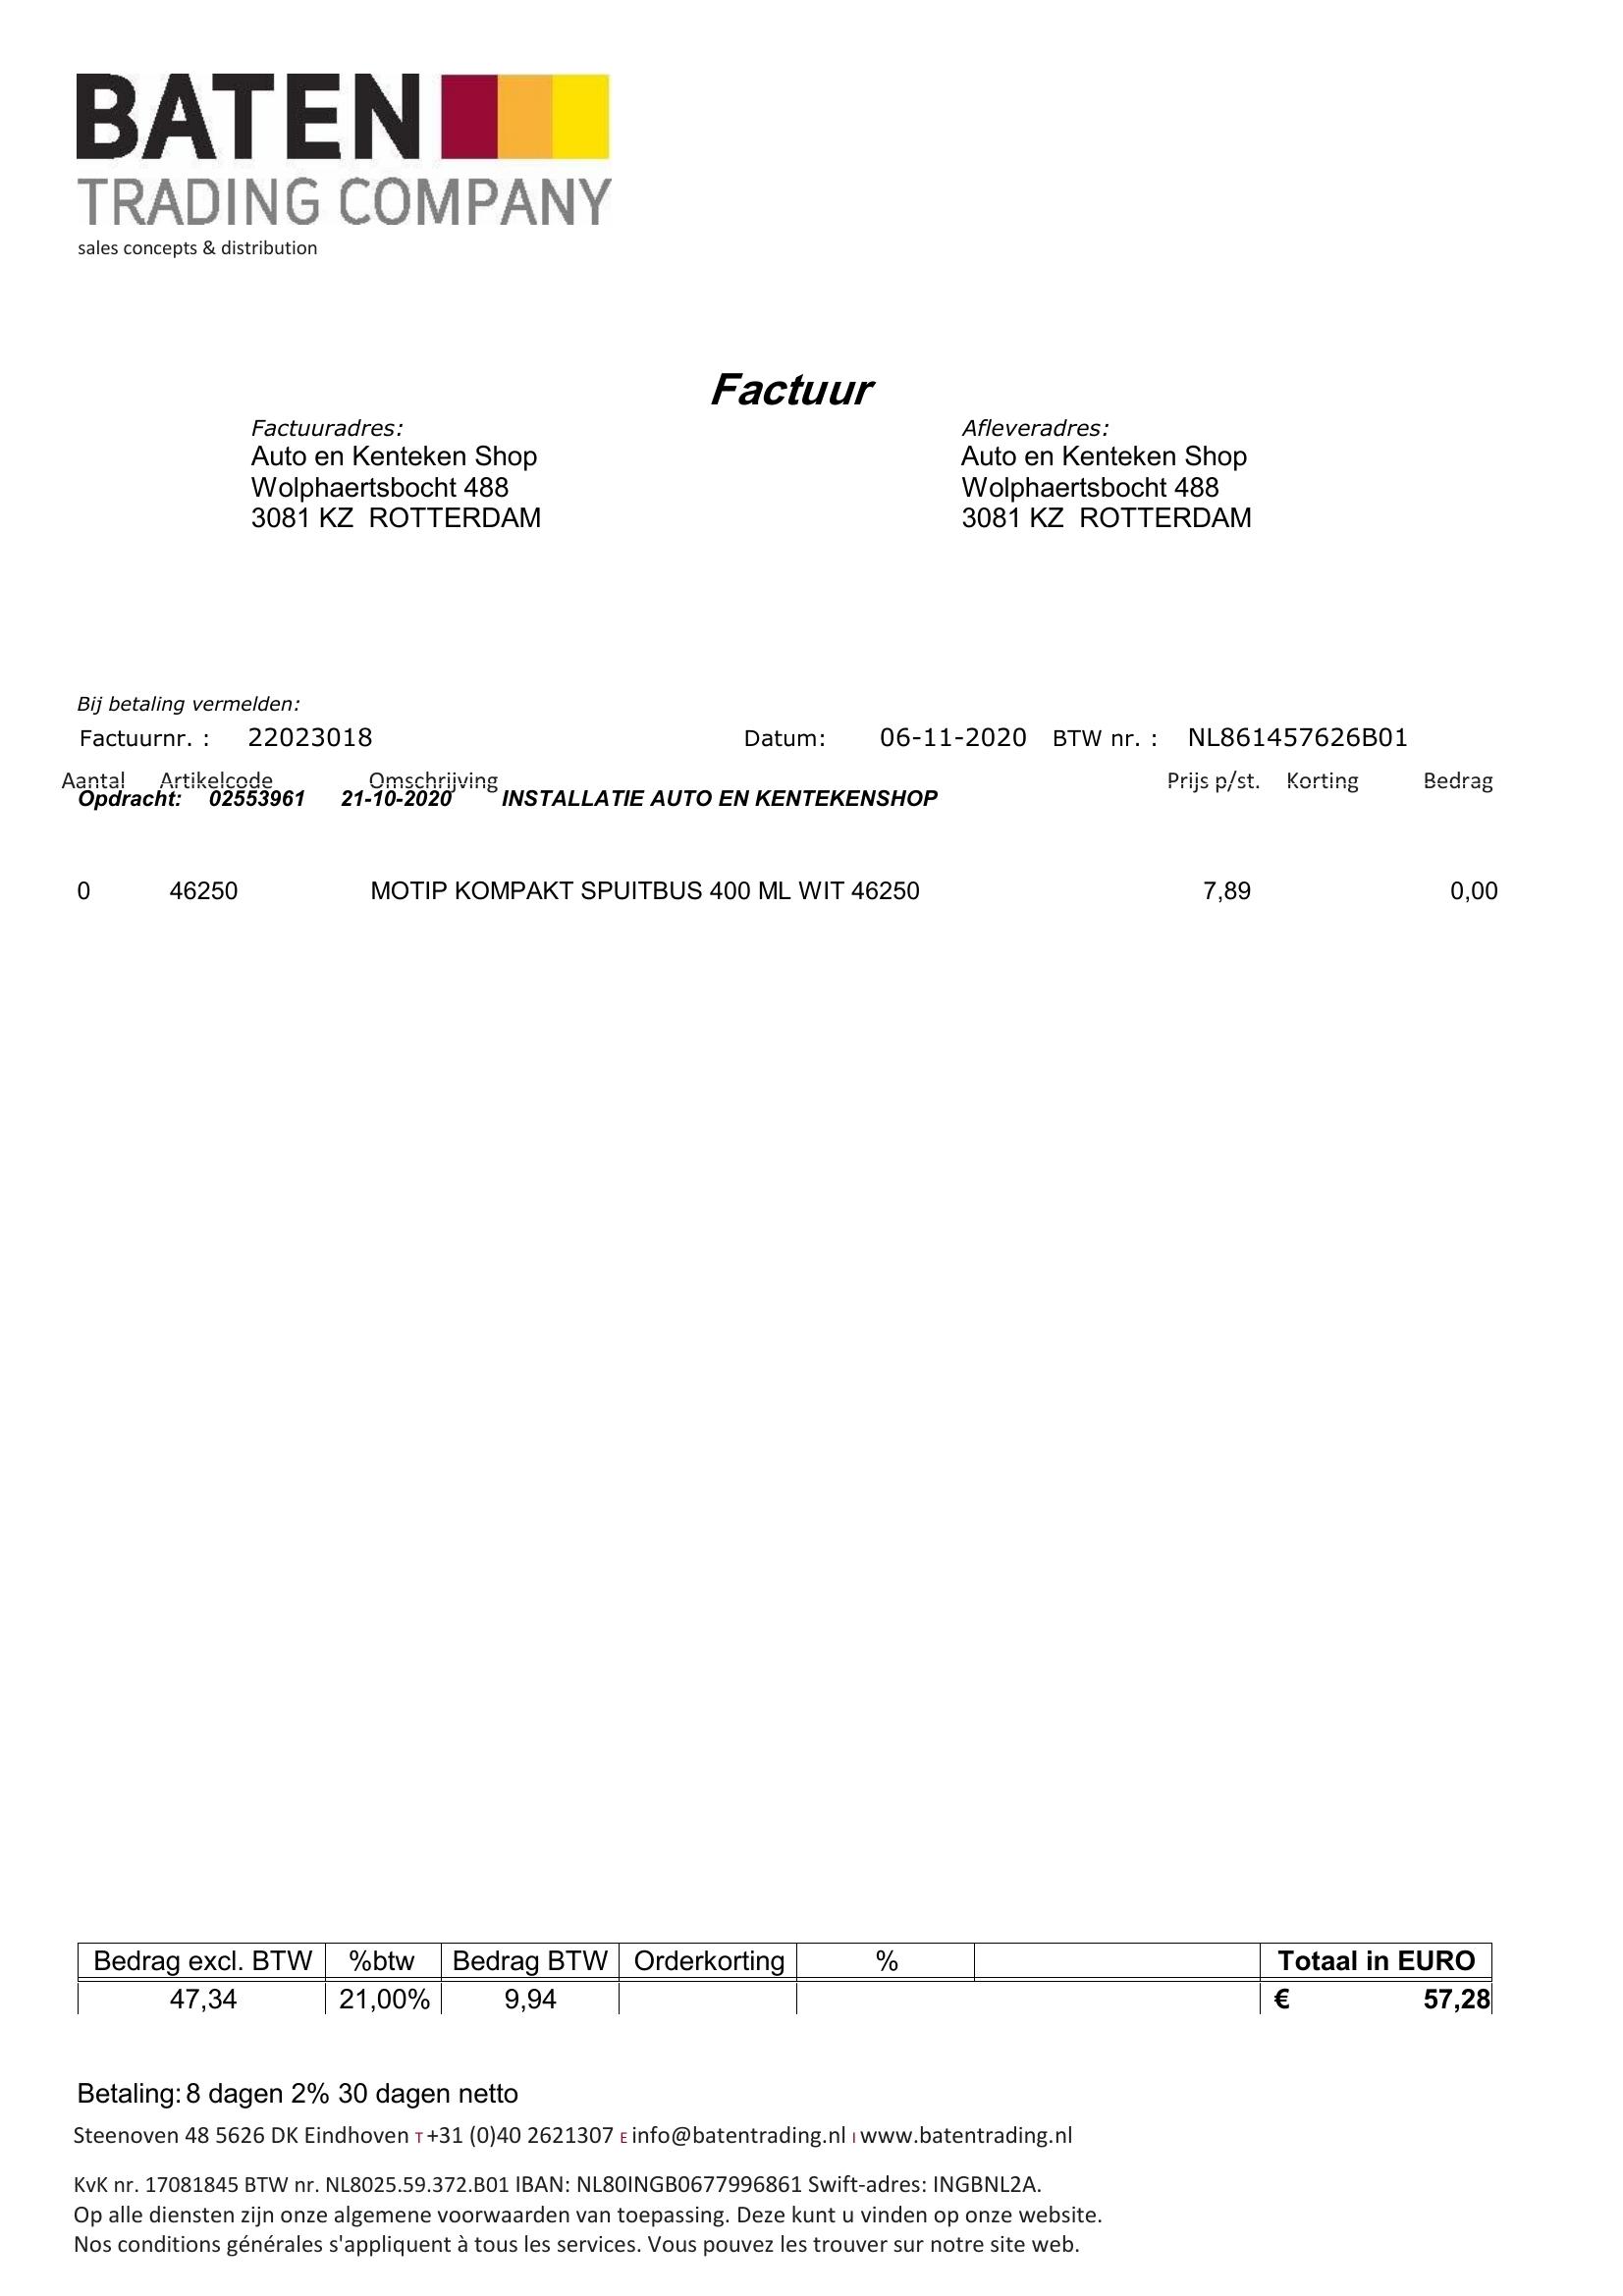 BATEN
TRADING COMPANY
sales concepts & distribution
Factuur
Factuuradres:
Auto en Kenteken Shop
Wolphaertsbocht 488
3081 KZ  ROTTERDAM
Afleveradres:
Auto en Kenteken Shop
Wolphaertsbocht 488
3081 KZ  ROTTERDAM
Bij betaling vermelden:
Factuurnr. : 22023018 Datum: 06-11-2020 BTW nr. : NL861457626B01
Aantal Artikelcode Omschrijving Prijs p/st. Korting Bedrag
Opdracht: 02553961 21-10-2020 INSTALLATIE AUTO EN KENTEKENSHOP
0 46250 MOTIP KOMPAKT SPUITBUS 400 ML WIT 46250 7,89 0,00
Bedrag excl. BTW %btw Bedrag BTW Orderkorting % Totaal in EURO
47,34 21,00% 9,94 € 57,28
Betaling: 8 dagen 2% 30 dagen netto
Steenoven 48 5626 DK Eindhoven T +31 (0)40 2621307 E info@batentrading.nl I www.batentrading.nl
KvK nr. 17081845 BTW nr. NL8025.59.372.B01 IBAN: NL80INGB0677996861 Swift-adres: INGBNL2A.
Op alle diensten zijn onze algemene voorwaarden van toepassing. Deze kunt u vinden op onze website.
Nos conditions générales s'appliquent à tous les services. Vous pouvez les trouver sur notre site web.